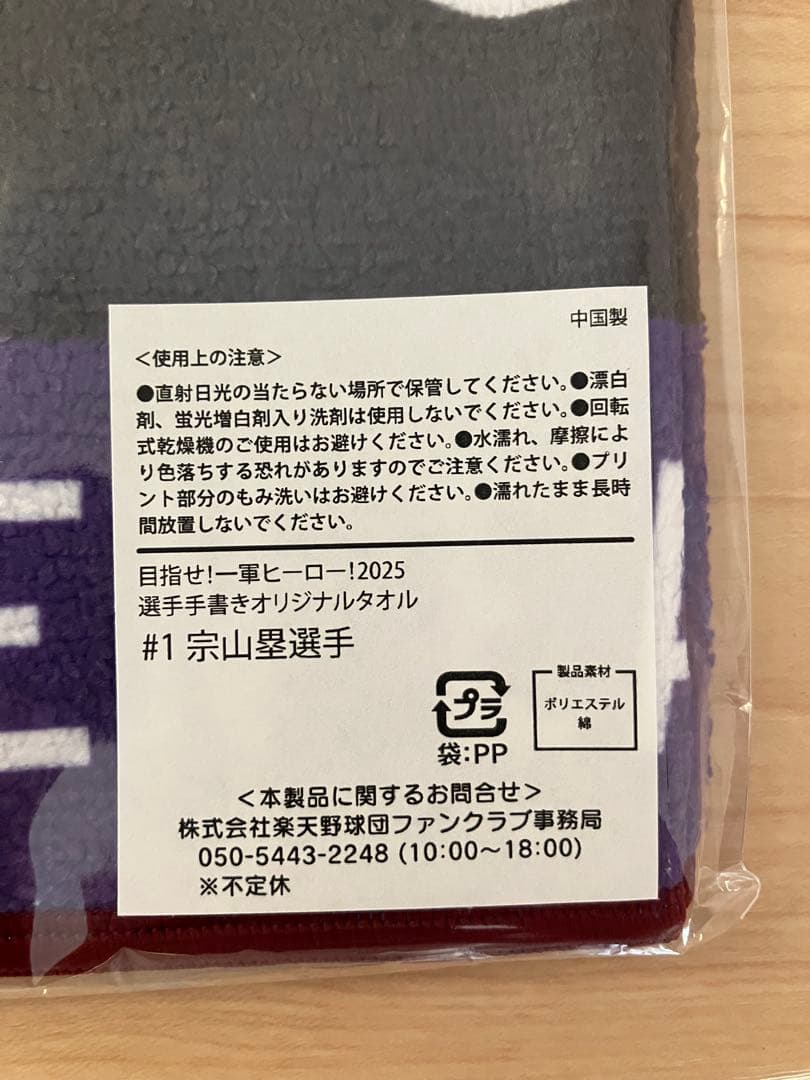 中国製
＜使用上の注意＞
●直射日光の当たらない場所で保管してください。●漂白
剤、蛍光増白剤入り洗剤は使用しないでください。●回転
式乾燥機のご使用はお避けください。●水濡れ、摩擦によ
り色落ちする恐れがありますのでご注意ください。●プリ
ント部分のもみ洗いはお避けください。●濡れたまま長時
間放置しないでください。
目指せ!一軍ヒーロー!2025
選手手書きオリジナルタオル
#1 宗山塁選手
プラ
袋:PP
製品素材
ポリエステル
綿
＜本製品に関するお問合せ＞
株式会社楽天野球団ファンクラブ事務局
050-5443-2248 (10:00～18:00)
※不定休